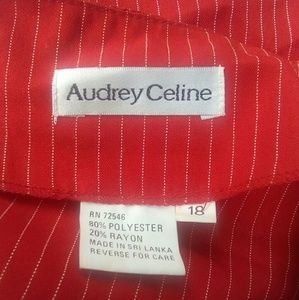 Audrey Celine
18
RN 72546
80% POLYESTER
20% RAYON
MADE IN SRI LANKA
REVERSE FOR CARE